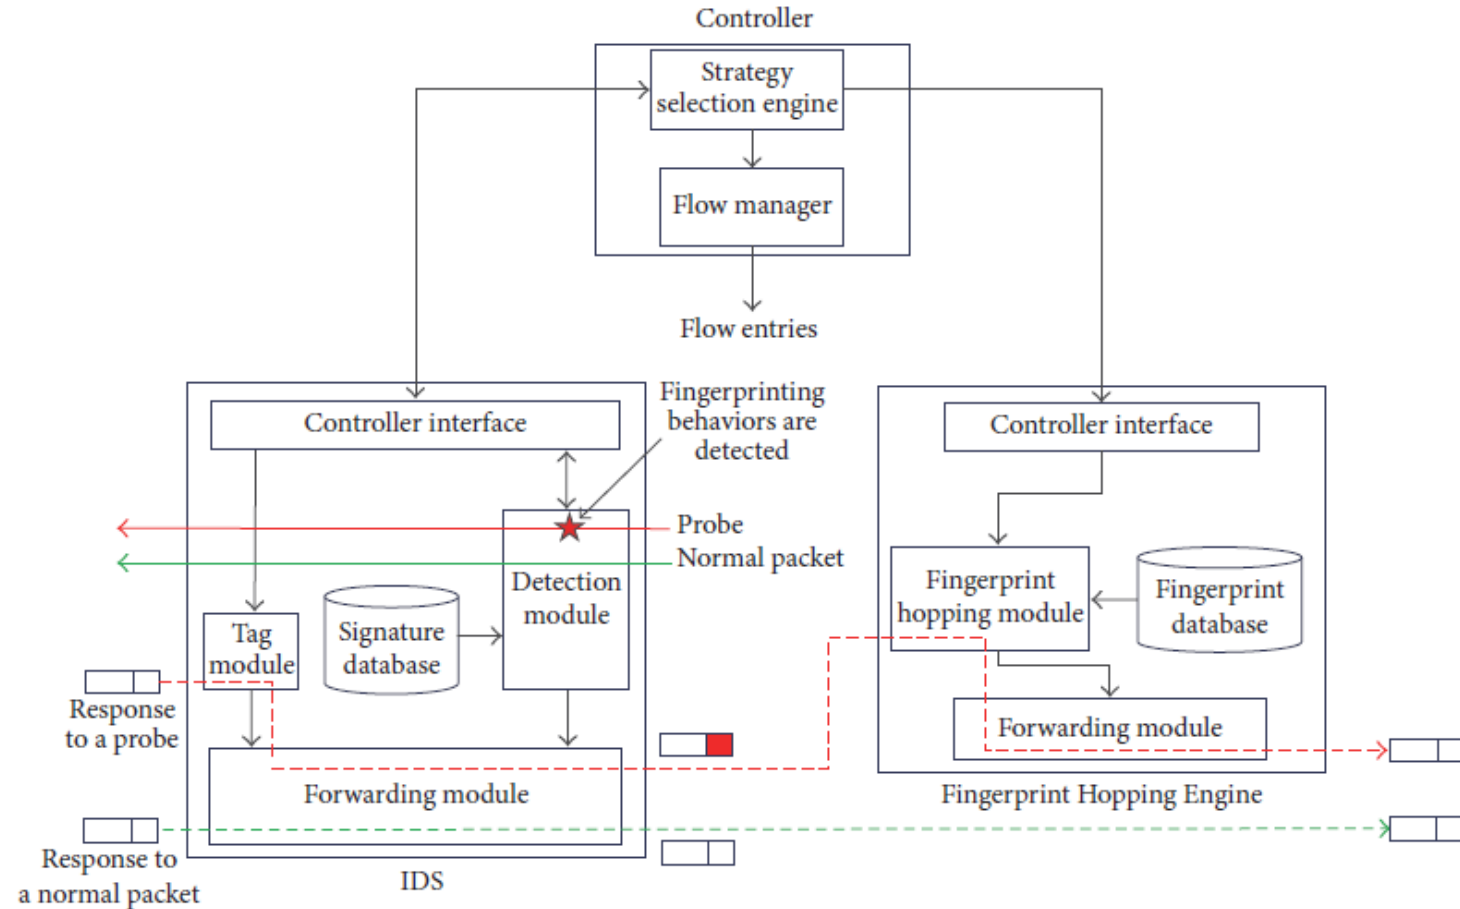 Controller
Strategy
selection engine
Flow manager
Flow entries
Fingerprinting
behaviors are
detected
Controller interface
Controller interface
Probe
Normal packet
Detection
module
Fingerprint
hopping module
Fingerprint
database
Tag
module
Signature
database
Response
to a probe
Forwarding module
Forwarding module
Fingerprint Hopping Engine
Response to
a normal packet
IDS